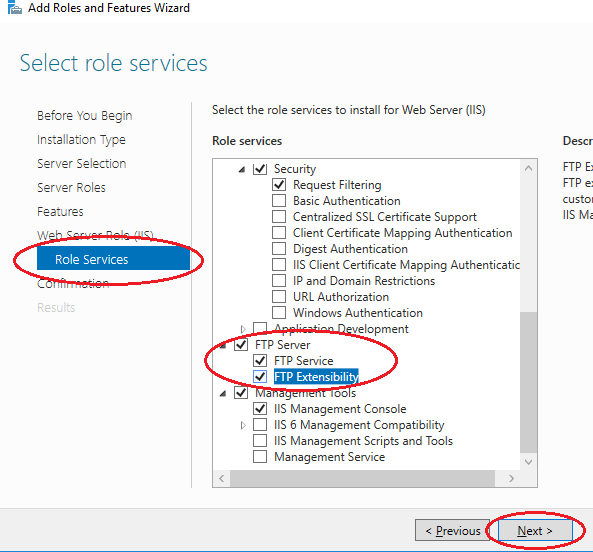 Add Roles and Features Wizard
Select role services
Before You Begin
Installation Type
Server Selection
Server Roles
Features
Web Server Role (IIS)
Role Services
Confirmation
Results
Select the role services to install for Web Server (IIS)
Role services
Security
Request Filtering
Basic Authentication
Centralized SSL Certificate Support
Client Certificate Mapping Authentication
Digest Authentication
IIS Client Certificate Mapping Authenticatio
IP and Domain Restrictions
URL Authorization
Windows Authentication
Application Development
FTP Server
FTP Service
FTP Extensibility
Management Tools
IIS Management Console
IIS 6 Management Compatibility
IIS Management Scripts and Tools
Management Service
Descr
FTP Ex
FTP ex
custom
IIS Ma
< Previous
Next >